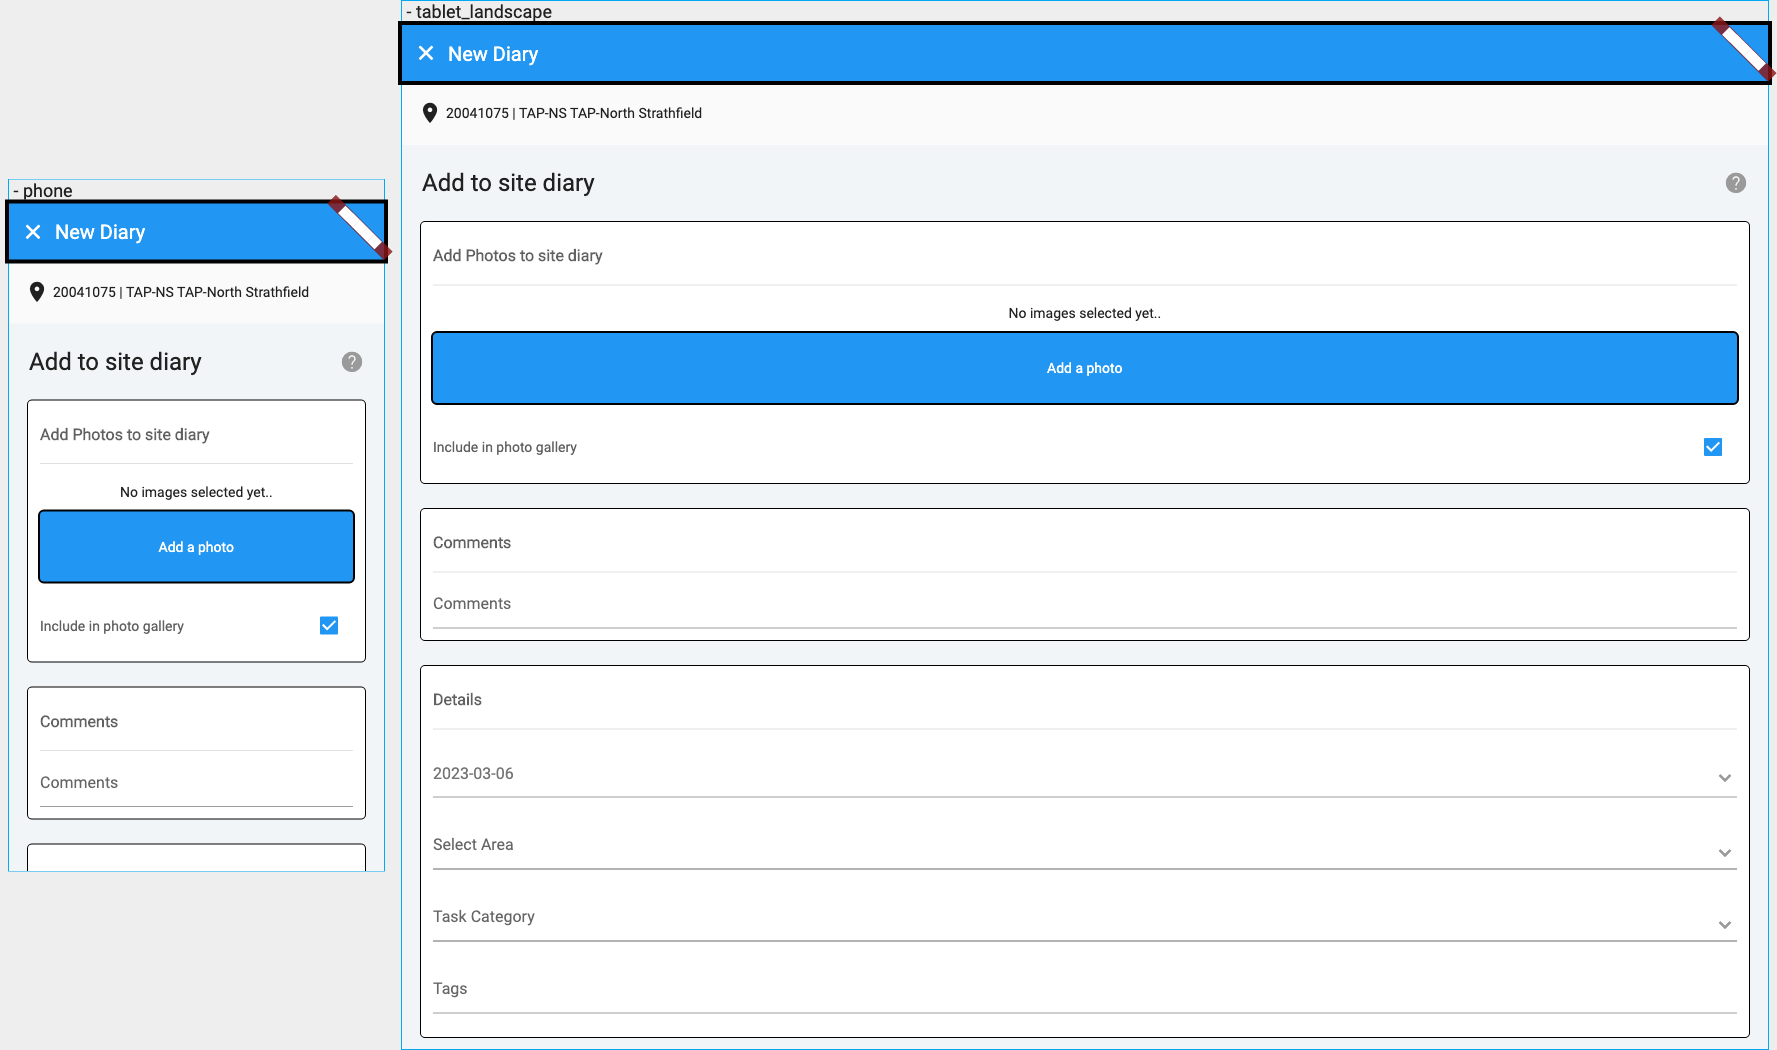 - phone
New Diary
20041075 | TAP-NS TAP-North Strathfield
Add to site diary
?
Add Photos to site diary
No images selected yet..
Add a photo
Include in photo gallery
Comments
Comments
- tablet_landscape
New Diary
20041075 | TAP-NS TAP-North Strathfield
Add to site diary
?
Add Photos to site diary
No images selected yet..
Add a photo
Include in photo gallery
Comments
Comments
Details
2023-03-06
Select Area
Task Category
Tags